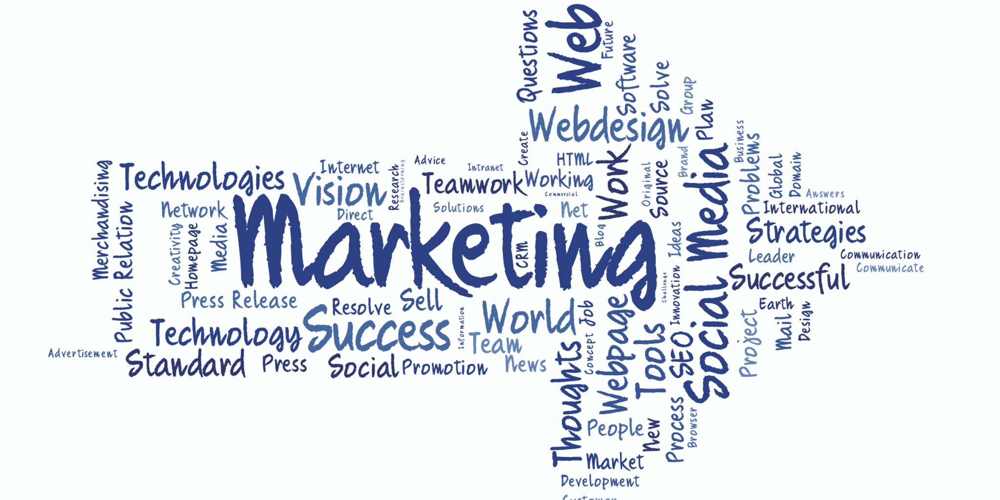 Questions
Web
Future
Software
Solve
Group
Plan
Webdesign
Create
HTML
Working
Commercial
Work
Original
Source
Brand
Business
Problems
Global
Domain
Answers
International
Strategies
Leader
Communication
Communicate
Successful
Earth
Project
Mail
Design
Social Media
Merchandising
Technologies
Internet
Vision
Direct
Research
Brainstorming
Advice
Intranet
Teamwork
Solutions
Net
Blog
Ideas
Network
Public Relation
Creativity
Homepage
Media
Marketing
CRM
Challenge
Innovation
Press Release
Resolve
Sell
Technology
Success
Information
World
Team
Job
Concept
Webpage
Tools
SEO
Advertisement
Standard
Press
Social
Promotion
News
Thoughts
People
New
Process
Browser
Market
Development
Customer